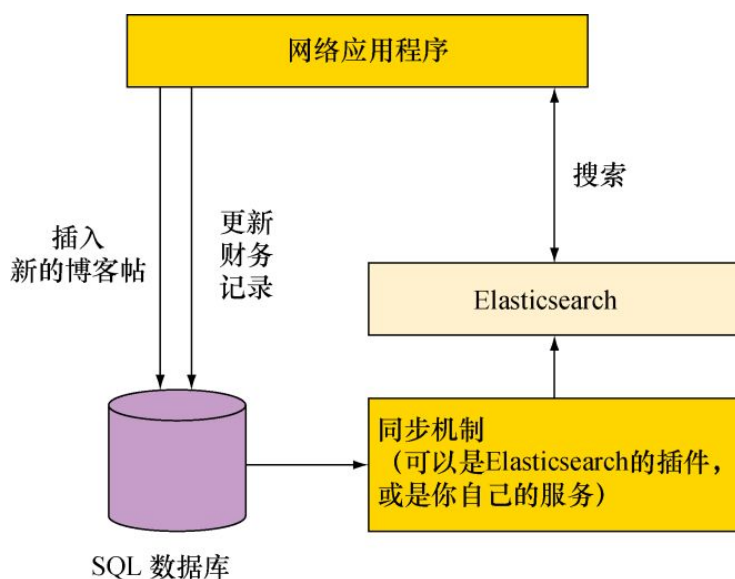 网络应用程序
插入
新的博客帖
更新
财务
记录
搜索
Elasticsearch
同步机制
（可以是Elasticsearch的插件，
或是你自己的服务）
SQL 数据库